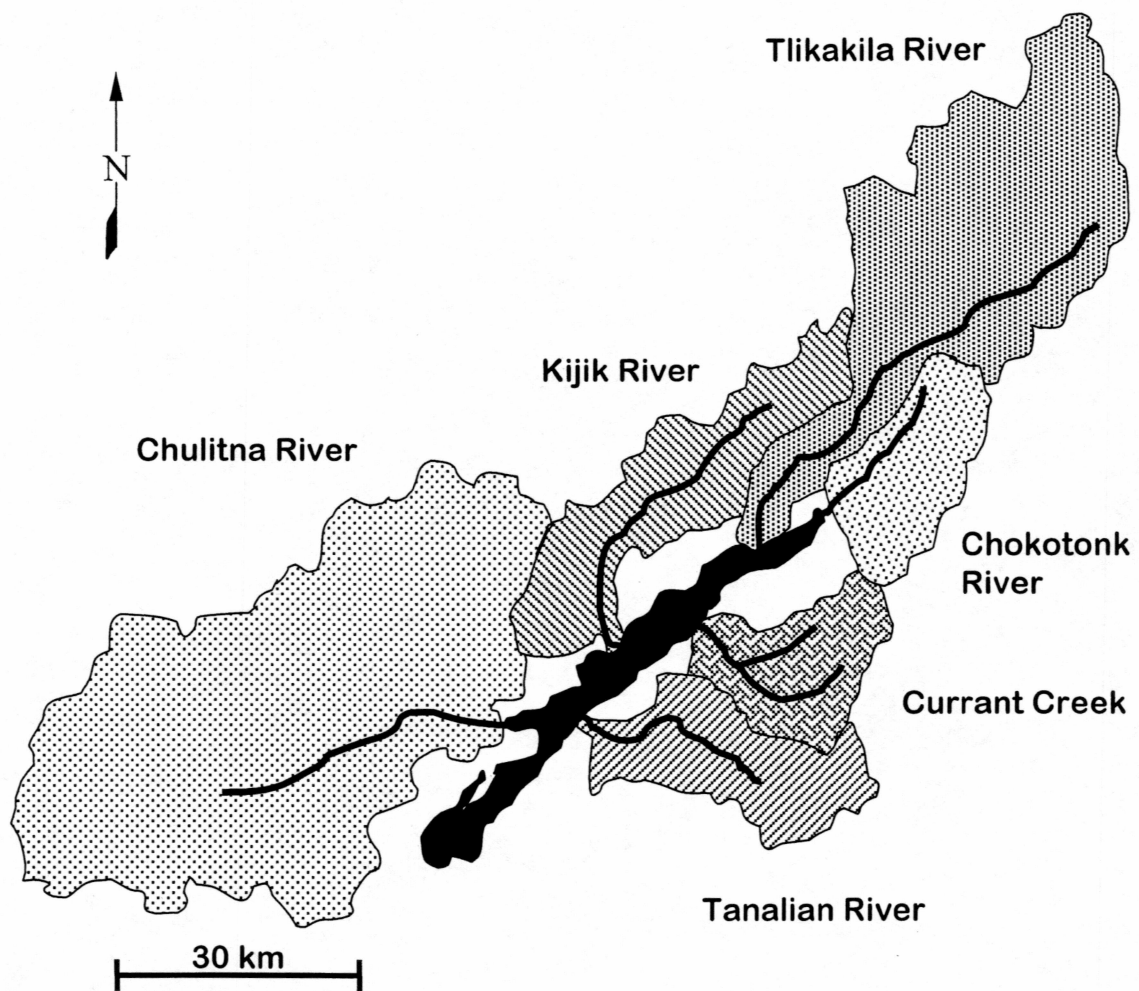 Tlikakila River
N
Kijik River
Chulitna River
Chokotonk
River
Currant Creek
Tanalian River
30 km